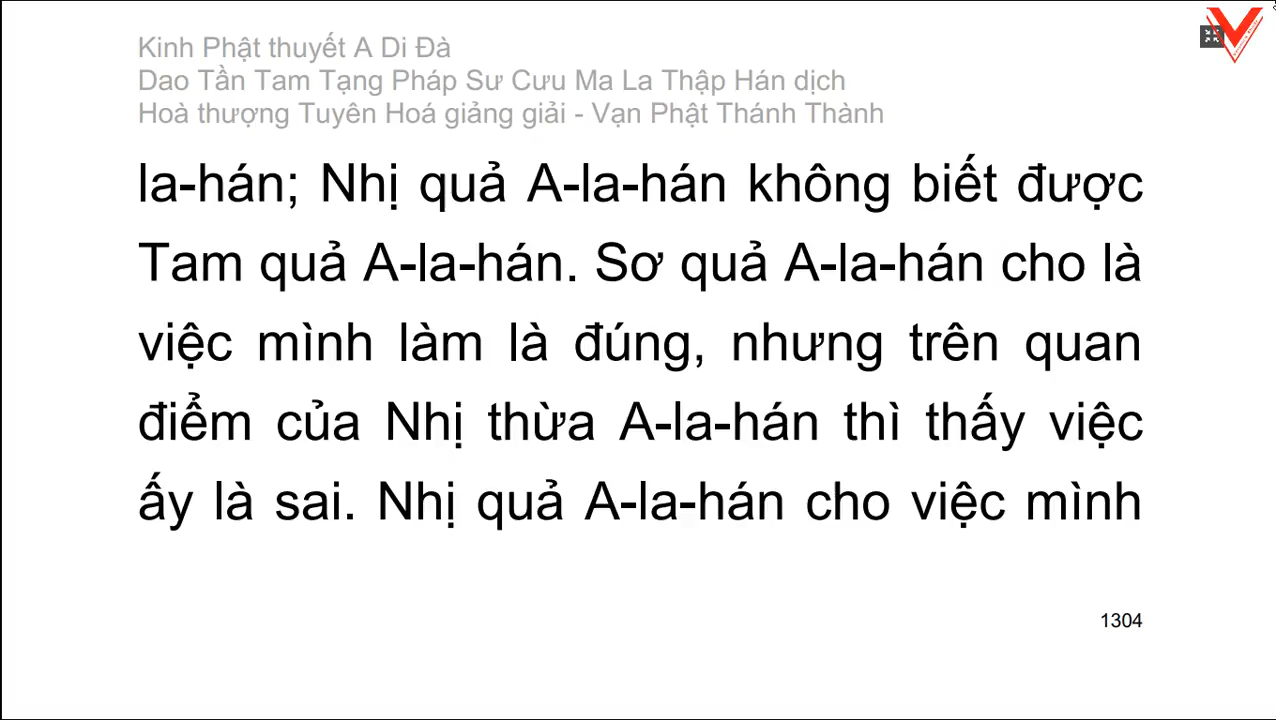 Kinh Phật thuyết A Di Đà
Dao Tần Tam Tạng Pháp Sư Cưu Ma La Thập Hán dịch
Hoà thượng Tuyên Hoá giảng giải - Vạn Phật Thánh Thành
la-hán; Nhị quả A-la-hán không biết được
Tam quả A-la-hán. Sơ quả A-la-hán cho là
việc mình làm là đúng, nhưng trên quan
điểm của Nhị thừa A-la-hán thì thấy việc
ấy là sai. Nhị quả A-la-hán cho việc mình
1304